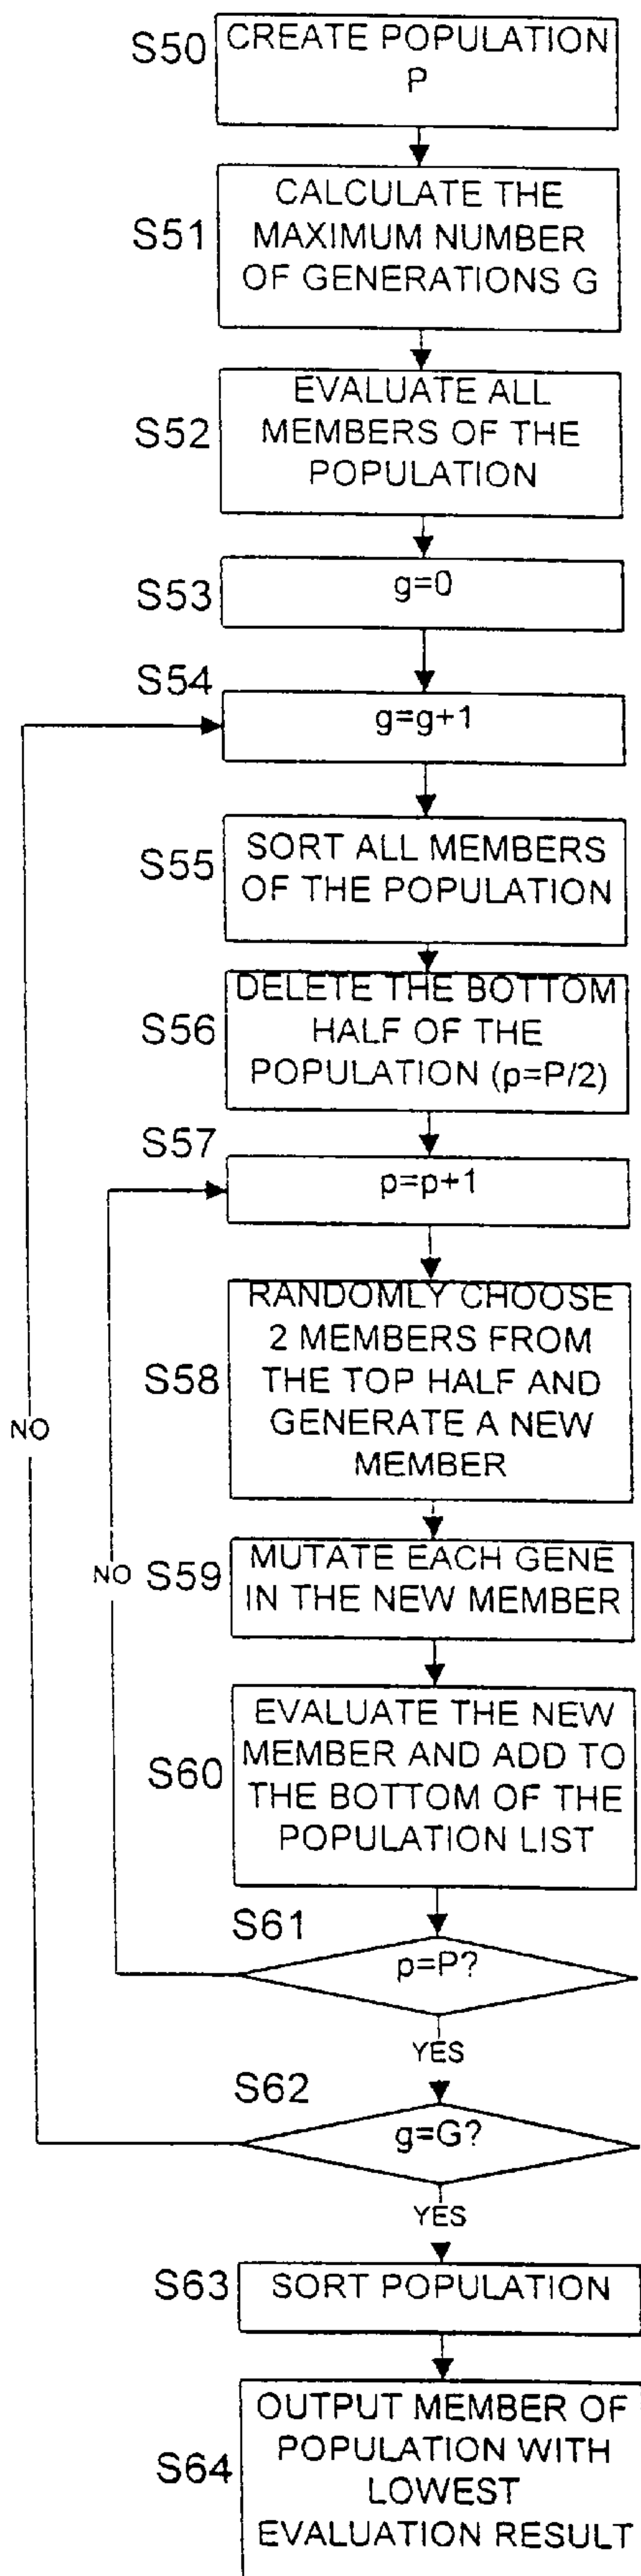 S50
CREATE POPULATION
P
S51
CALCULATE THE
MAXIMUM NUMBER
OF GENERATIONS G
S52
EVALUATE ALL
MEMBERS OF THE
POPULATION
S53
g=0
S54
g=g+1
S55
SORT ALL MEMBERS
OF THE POPULATION
S56
DELETE THE BOTTOM
HALF OF THE
POPULATION (p=P/2)
S57
p=p+1
S58
RANDOMLY CHOOSE
2 MEMBERS FROM
THE TOP HALF AND
GENERATE A NEW
MEMBER
NO
NO
S59
MUTATE EACH GENE
IN THE NEW MEMBER
S60
EVALUATE THE NEW
MEMBER AND ADD TO
THE BOTTOM OF THE
POPULATION LIST
S61
p=P?
YES
S62
g=G?
YES
S63
SORT POPULATION
S64
OUTPUT MEMBER OF
POPULATION WITH
LOWEST
EVALUATION RESULT